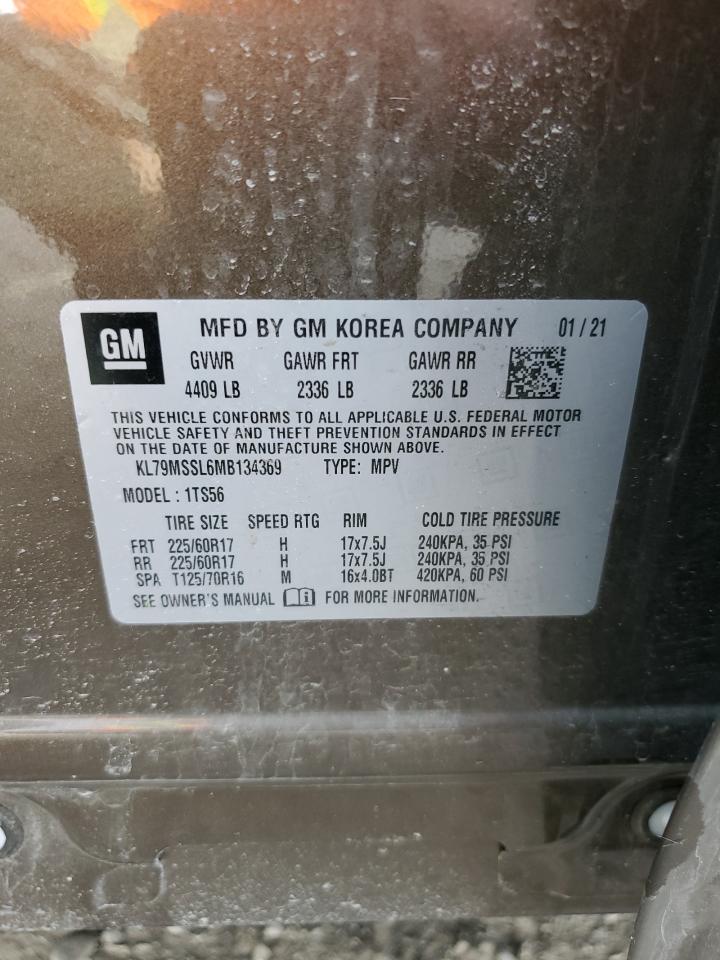 GM MFD BY GM KOREA COMPANY 01/21
GVWR GAWR FRT GAWR RR
4409 LB 2336 LB 2336 LB
THIS VEHICLE CONFORMS TO ALL APPLICABLE U.S. FEDERAL MOTOR
VEHICLE SAFETY AND THEFT PREVENTION STANDARDS IN EFFECT
ON THE DATE OF MANUFACTURE SHOWN ABOVE.
KL79MSSL6MB134369 TYPE: MPV
MODEL: 1TS56
TIRE SIZE SPEED RTG RIM COLD TIRE PRESSURE
FRT 225/60R17 H 17x7.5J 240KPA, 35 PSI
RR 225/60R17 H 17x7.5J 240KPA, 35 PSI
SPA T125/70R16 M 16x4.0BT 420KPA, 60 PSI
SEE OWNER'S MANUAL FOR MORE INFORMATION.